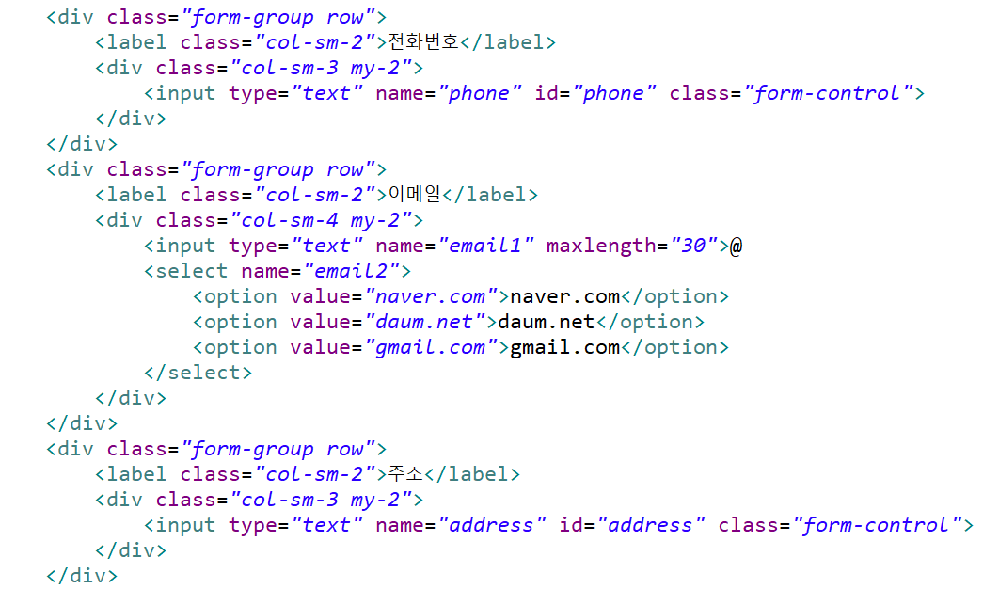 <div class="form-group row">
<label class="col-sm-2">전화번호</label>
<div class="col-sm-3 my-2">
<input type="text" name="phone" id="phone" class="form-control">
</div>
</div>
<div class="form-group row">
<label class="col-sm-2">이메일</label>
<div class="col-sm-4 my-2">
<input type="text" name="email1" maxlength="30">@
<select name="email2">
<option value="naver.com">naver.com</option>
<option value="daum.net">daum.net</option>
<option value="gmail.com">gmail.com</option>
</select>
</div>
</div>
<div class="form-group row">
<label class="col-sm-2">주소</label>
<div class="col-sm-3 my-2">
<input type="text" name="address" id="address" class="form-control">
</div>
</div>